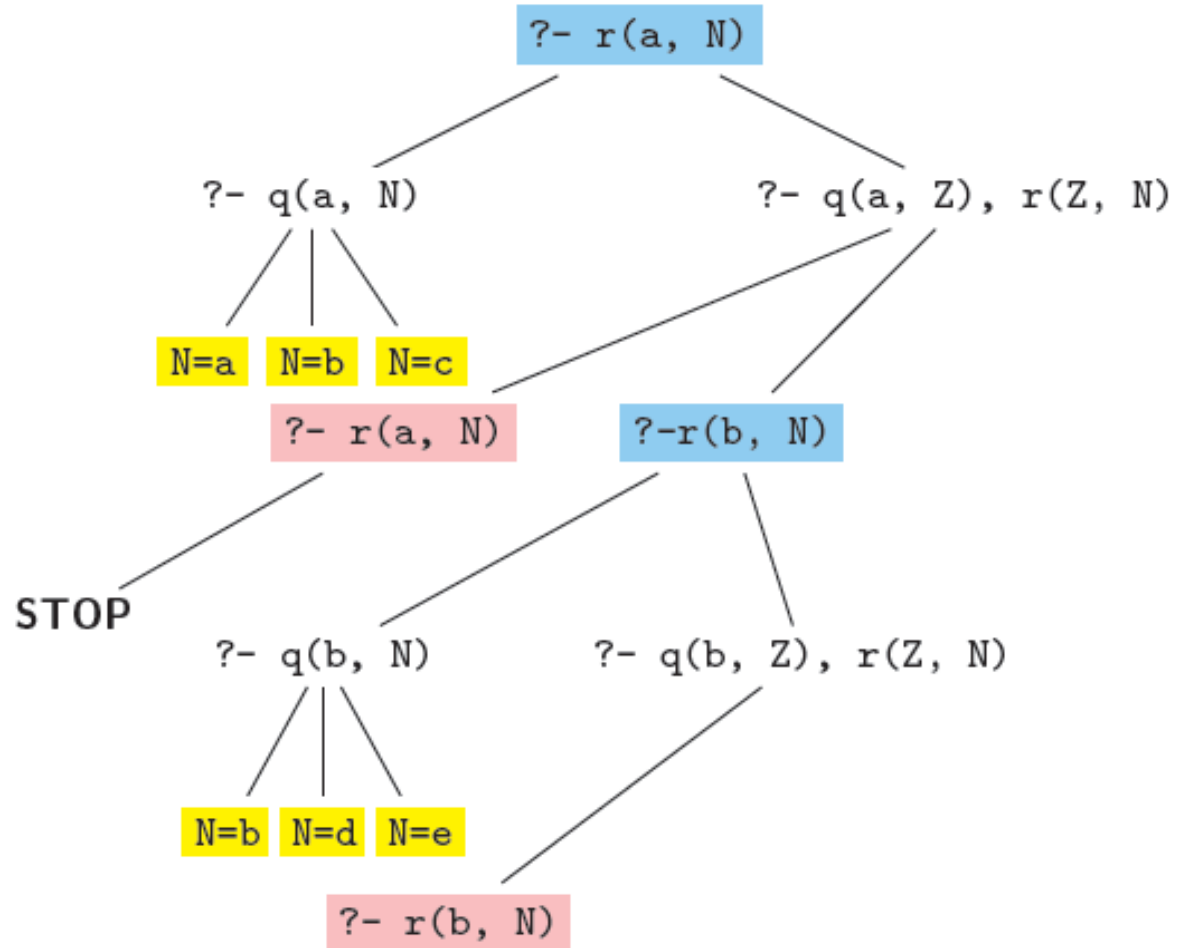 ?- r(a, N)
?- q(a, N)
?- q(a, Z), r(Z, N)
N=a N=b N=c
?- r(a, N)
?-r(b, N)
STOP
?- q(b, N)
?- q(b, Z), r(Z, N)
N=b N=d N=e
?- r(b, N)